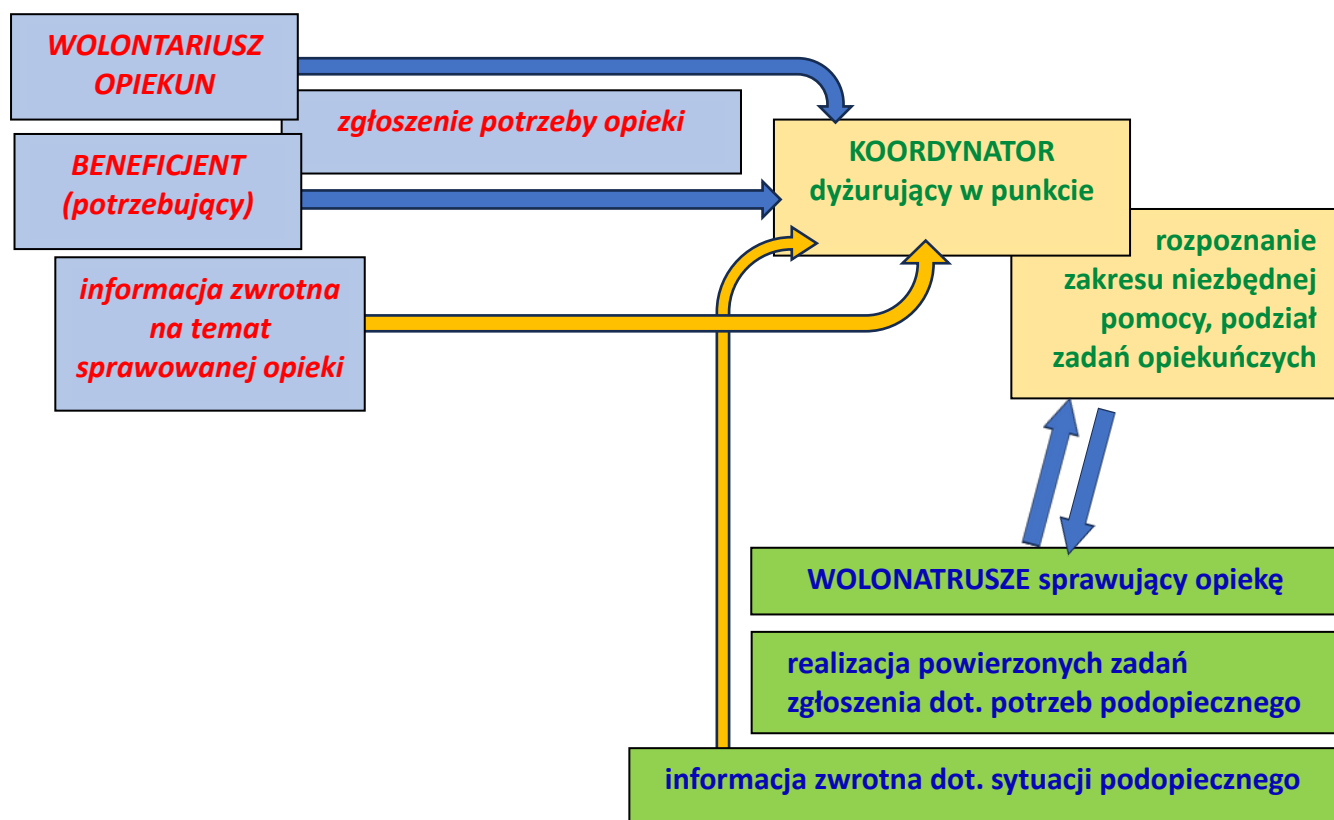 WOLONTARIUSZ
OPIEKUN
zgłoszenie potrzeby opieki
BENEFICJENT
(potrzebujący)
informacja zwrotna
na temat
sprawowanej opieki
KOORDYNATOR
dyżurujący w punkcie
rozpoznanie
zakresu niezbędnej
pomocy, podział
zadań opiekuńczych
WOLONATRUSZE sprawujący opiekę
realizacja powierzonych zadań
zgłoszenia dot. potrzeb podopiecznego
informacja zwrotna dot. sytuacji podopiecznego